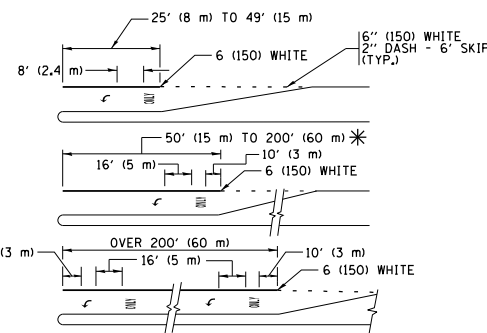 25' (8 m) TO 49' (15 m)
6 (150) WHITE
6" (150) WHITE
2" DASH - 6' SKIP
(TYP.)
8' (2.4 m)
ONLY
50' (15 m) TO 200' (60 m) *
16' (5 m)
10' (3 m)
6 (150) WHITE
ONLY
OVER 200' (60 m)
(3 m)
16' (5 m)
10' (3 m)
6 (150) WHITE
ONLY
ONLY